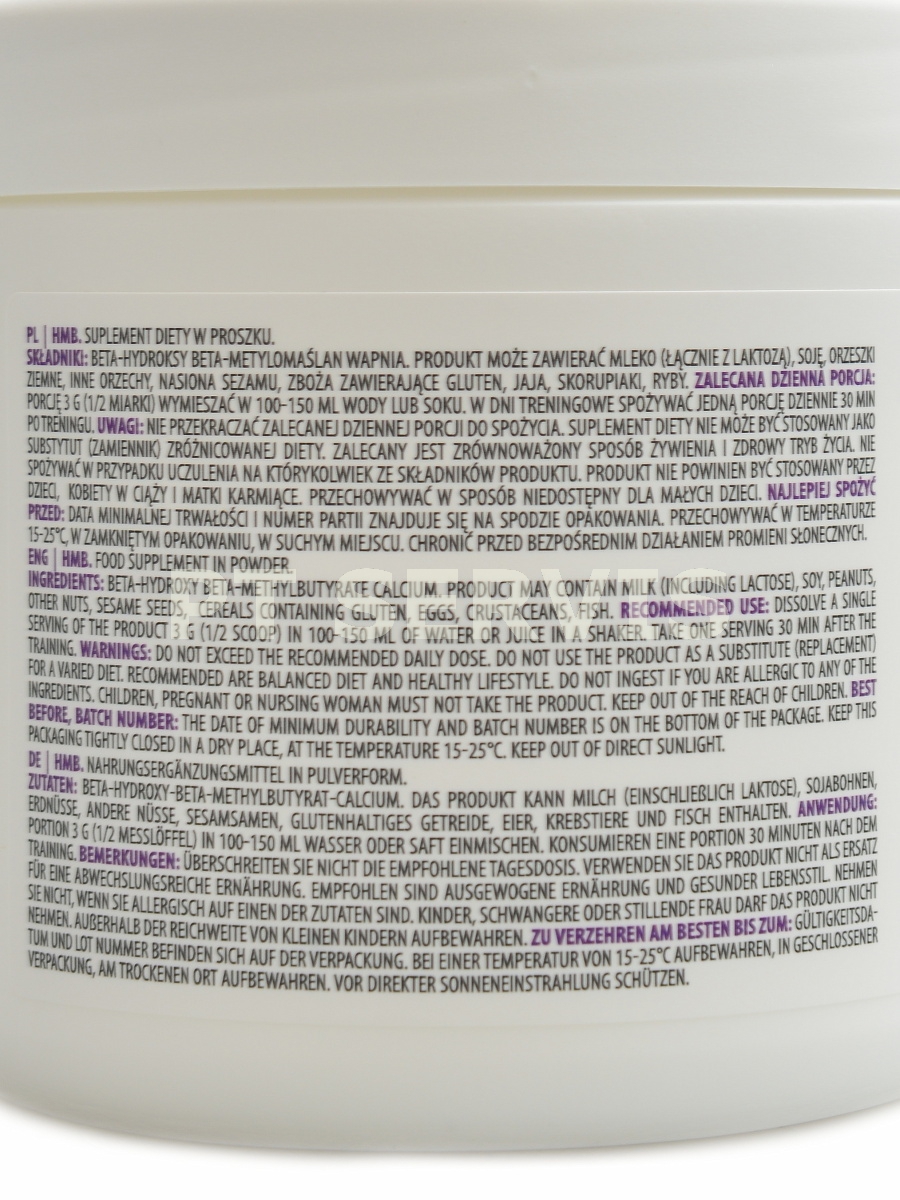 PL | HMB. SUPLEMENT DIETY W PROSZKU.
SKŁADNIKI: BETA-HYDROKSY BETA-METYLOMAŚLAN WAPNIA. PRODUKT MOŻE ZAWIERAĆ MLEKO (ŁĄCZNIE Z LAKTOZĄ), SOJĘ, ORZESZKI
ZIEMNE, INNE ORZECHY, NASIONA SEZAMU, ZBOŻA ZAWIERAJĄCE GLUTEN, JAJA, SKORUPIAKI, RYBY. ZALECANA DZIENNA PORCJA:
PORCJĘ 3 G (1/2 MIARKI) WYMIESZAĆ W 100-150 ML WODY LUB SOKU. W DNI TRENINGOWE SPOŻYWAĆ JEDNĄ PORCJĘ DZIENNIE 30 MIN
PO TRENINGU. UWAGI: NIE PRZEKRACZAĆ ZALECANEJ DZIENNEJ PORCJI DO SPOŻYCIA. SUPLEMENT DIETY NIE MOŻE BYĆ STOSOWANY JAKO
SUBSTYTUT (ZAMIENNIK) ZRÓŻNICOWANEJ DIETY. ZALECANY JEST ZRÓWNOWAŻONY SPOSÓB ŻYWIENIA I ZDROWY TRYB ŻYCIA. NIE
SPOŻYWAĆ W PRZYPADKU UCZULENIA NA KTÓRYKOLWIEK ZE SKŁADNIKÓW PRODUKTU. PRODUKT NIE POWINIEN BYĆ STOSOWANY PRZEZ
DZIECI, KOBIETY W CIĄŻY I MATKI KARMIĄCE. PRZECHOWYWAĆ W SPOSÓB NIEDOSTĘPNY DLA MAŁYCH DZIECI. NAJLEPIEJ SPOŻYĆ
PRZED: DATA MINIMALNEJ TRWAŁOŚCI I NUMER PARTII ZNAJDUJE SIĘ NA SPODZIE OPAKOWANIA. PRZECHOWYWAĆ W TEMPERATURZE
15-25°C, W ZAMKNIĘTYM OPAKOWANIU, W SUCHYM MIEJSCU. CHRONIĆ PRZED BEZPOŚREDNIM DZIAŁANIEM PROMIENI SŁONECZNYCH.
ENG | HMB. FOOD SUPPLEMENT IN POWDER.
INGREDIENTS: BETA-HYDROXY BETA-METHYLBUTYRATE CALCIUM. PRODUCT MAY CONTAIN MILK (INCLUDING LACTOSE), SOY, PEANUTS,
OTHER NUTS, SESAME SEEDS, CEREALS CONTAINING GLUTEN, EGGS, CRUSTACEANS, FISH. RECOMMENDED USE: DISSOLVE A SINGLE
SERVING OF THE PRODUCT 3 G (1/2 SCOOP) IN 100-150 ML OF WATER OR JUICE IN A SHAKER. TAKE ONE SERVING 30 MIN AFTER THE
TRAINING. WARNINGS: DO NOT EXCEED THE RECOMMENDED DAILY DOSE. DO NOT USE THE PRODUCT AS A SUBSTITUTE (REPLACEMENT)
FOR A VARIED DIET. RECOMMENDED ARE BALANCED DIET AND HEALTHY LIFESTYLE. DO NOT INGEST IF YOU ARE ALLERGIC TO ANY OF THE
INGREDIENTS. CHILDREN, PREGNANT OR NURSING WOMAN MUST NOT TAKE THE PRODUCT. KEEP OUT OF THE REACH OF CHILDREN. BEST
BEFORE, BATCH NUMBER: THE DATE OF MINIMUM DURABILITY AND BATCH NUMBER IS ON THE BOTTOM OF THE PACKAGE. KEEP THIS
PACKAGING TIGHTLY CLOSED IN A DRY PLACE, AT THE TEMPERATURE 15-25°C. KEEP OUT OF DIRECT SUNLIGHT.
DE | HMB. NAHRUNGSERGÄNZUNGSMITTEL IN PULVERFORM.
ZUTATEN: BETA-HYDROXY-BETA-METHYLBUTYRAT-CALCIUM. DAS PRODUKT KANN MILCH (EINSCHLIEßLICH LAKTOSE), SOJABOHNEN,
ERDNÜSSE, ANDERE NÜSSE, SESAMSAMEN, GLUTENHALTIGES GETREIDE, EIER, KREBSTIERE UND FISCH ENTHALTEN. ANWENDUNG:
PORTION 3 G (1/2 MESSLÖFFEL) IN 100-150 ML WASSER ODER SAFT EINMISCHEN. KONSUMIEREN EINE PORTION 30 MINUTEN NACH DEM
TRAINING. BEMERKUNGEN: ÜBERSCHREITEN SIE NICHT DIE EMPFOHLENE TAGESDOSIS. VERWENDEN SIE DAS PRODUKT NICHT ALS ERSATZ
FÜR EINE ABWECHSLUNGSREICHE ERNÄHRUNG. EMPFOHLEN SIND AUSGEWOGENE ERNÄHRUNG UND GESUNDER LEBENSSTIL. NEHMEN
SIE NICHT, WENN SIE ALLERGISCH AUF EINEN DER ZUTATEN SIND. KINDER, SCHWANGERE ODER STILLENDE FRAU DARF DAS PRODUKT NICHT
NEHMEN. AUßERHALB DER REICHWEITE VON KLEINEN KINDERN AUFBEWAHREN. ZU VERZEHREN AM BESTEN BIS ZUM: GÜLTIGKEITSDA-
TUM UND LOT NUMMER BEFINDEN SICH AUF DER VERPACKUNG. BEI EINER TEMPERATUR VON 15-25°C AUFBEWAHREN, IN GESCHLOSSENER
VERPACKUNG, AM TROCKENEN ORT AUFBEWAHREN. VOR DIREKTER SONNENEINSTRAHLUNG SCHÜTZEN.